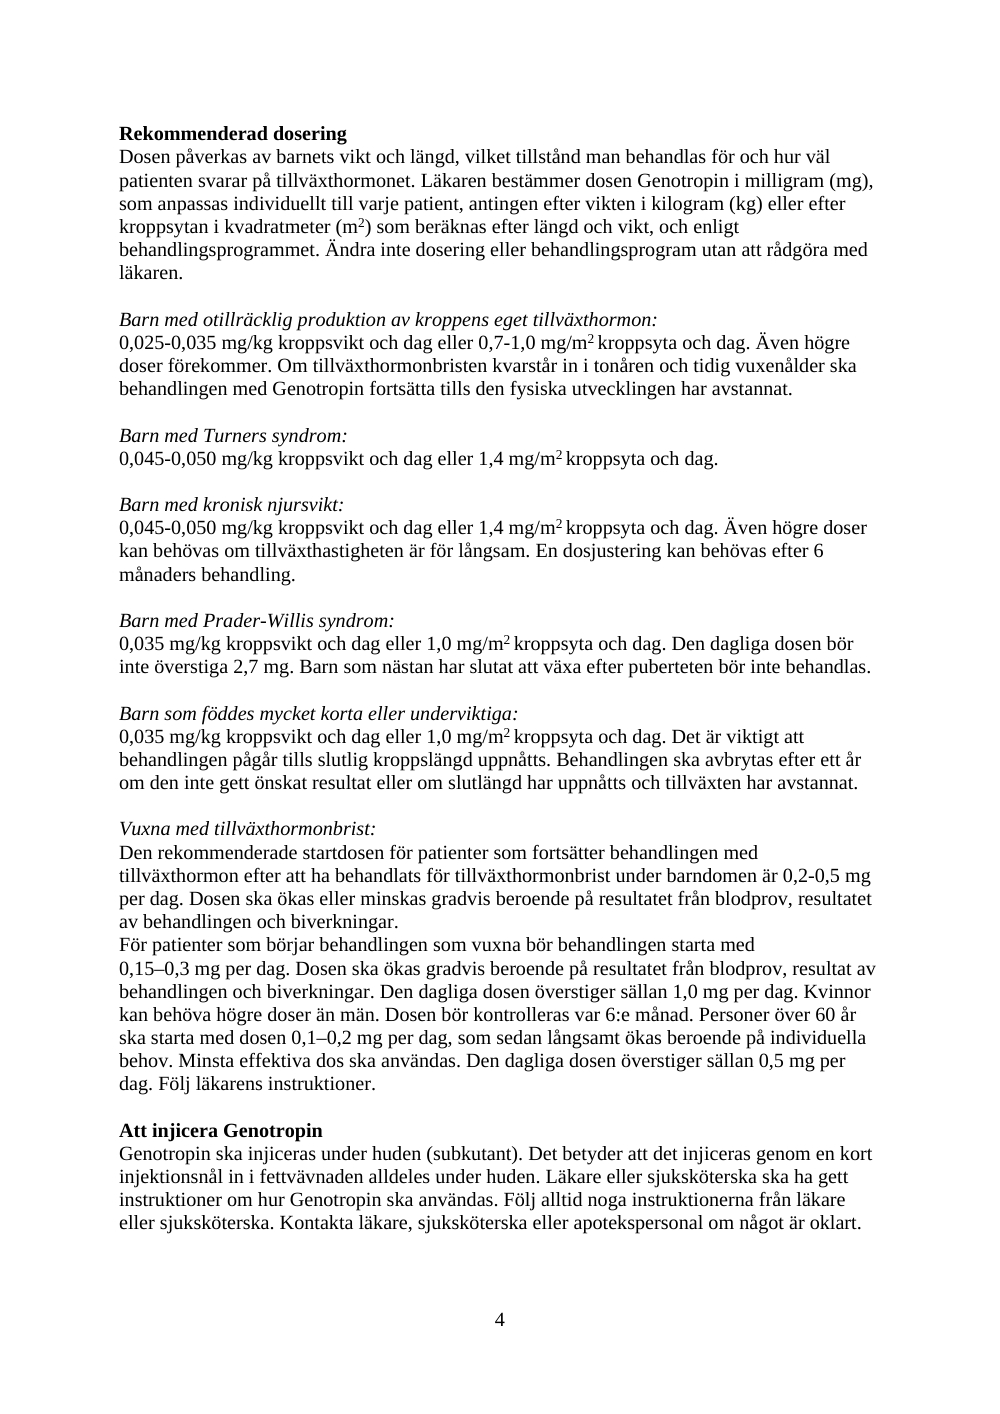 Rekommenderad dosering
Dosen påverkas av barnets vikt och längd, vilket tillstånd man behandlas för och hur väl
patienten svarar på tillväxthormonet. Läkaren bestämmer dosen Genotropin i milligram (mg),
som anpassas individuellt till varje patient, antingen efter vikten i kilogram (kg) eller efter
kroppsytan i kvadratmeter (m²) som beräknas efter längd och vikt, och enligt
behandlingsprogrammet. Ändra inte dosering eller behandlingsprogram utan att rådgöra med
läkaren.
Barn med otillräcklig produktion av kroppens eget tillväxthormon:
0,025-0,035 mg/kg kroppsvikt och dag eller 0,7-1,0 mg/m² kroppsyta och dag. Även högre
doser förekommer. Om tillväxthormonbristen kvarstår in i tonåren och tidig vuxenålder ska
behandlingen med Genotropin fortsätta tills den fysiska utvecklingen har avstannat.
Barn med Turners syndrom:
0,045-0,050 mg/kg kroppsvikt och dag eller 1,4 mg/m² kroppsyta och dag.
Barn med kronisk njursvikt:
0,045-0,050 mg/kg kroppsvikt och dag eller 1,4 mg/m² kroppsyta och dag. Även högre doser
kan behövas om tillväxthastigheten är för långsam. En dosjustering kan behövas efter 6
månaders behandling.
Barn med Prader-Willis syndrom:
0,035 mg/kg kroppsvikt och dag eller 1,0 mg/m² kroppsyta och dag. Den dagliga dosen bör
inte överstiga 2,7 mg. Barn som nästan har slutat att växa efter puberteten bör inte behandlas.
Barn som föddes mycket korta eller underviktiga:
0,035 mg/kg kroppsvikt och dag eller 1,0 mg/m² kroppsyta och dag. Det är viktigt att
behandlingen pågår tills slutlig kroppslängd uppnåtts. Behandlingen ska avbrytas efter ett år
om den inte gett önskat resultat eller om slutlängd har uppnåtts och tillväxten har avstannat.
Vuxna med tillväxthormonbrist:
Den rekommenderade startdosen för patienter som fortsätter behandlingen med
tillväxthormon efter att ha behandlats för tillväxthormonbrist under barndomen är 0,2-0,5 mg
per dag. Dosen ska ökas eller minskas gradvis beroende på resultatet från blodprov, resultatet
av behandlingen och biverkningar.
För patienter som börjar behandlingen som vuxna bör behandlingen starta med
0,15–0,3 mg per dag. Dosen ska ökas gradvis beroende på resultatet från blodprov, resultat av
behandlingen och biverkningar. Den dagliga dosen överstiger sällan 1,0 mg per dag. Kvinnor
kan behöva högre doser än män. Dosen bör kontrolleras var 6:e månad. Personer över 60 år
ska starta med dosen 0,1–0,2 mg per dag, som sedan långsamt ökas beroende på individuella
behov. Minsta effektiva dos ska användas. Den dagliga dosen överstiger sällan 0,5 mg per
dag. Följ läkarens instruktioner.
Att injicera Genotropin
Genotropin ska injiceras under huden (subkutant). Det betyder att det injiceras genom en kort
injektionsnål in i fettvävnaden alldeles under huden. Läkare eller sjuksköterska ska ha gett
instruktioner om hur Genotropin ska användas. Följ alltid noga instruktionerna från läkare
eller sjuksköterska. Kontakta läkare, sjuksköterska eller apotekspersonal om något är oklart.
4